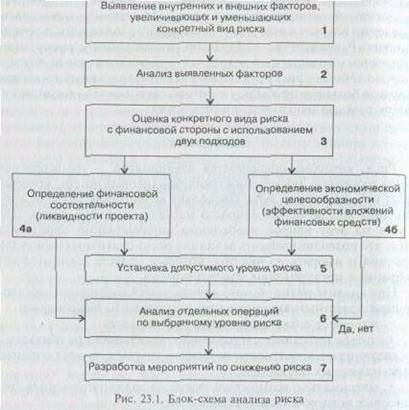 Выявление внутренних и внешних факторов,
увеличивающих и уменьшающих
конкретный вид риска
1
Анализ выявленных факторов
2
Оценка конкретного вида риска
с финансовой стороны с использованием
двух подходов
3
Определение финансовой
состоятельности
(ликвидности проекта)
4а
Определение экономической
целесообразности
(эффективности вложений
финансовых средств)
4б
Установка допустимого уровня риска
5
Анализ отдельных операций
по выбранному уровню риска
6
Да, нет
Разработка мероприятий по снижению риска
7
Рис. 23.1. Блок-схема анализа риска